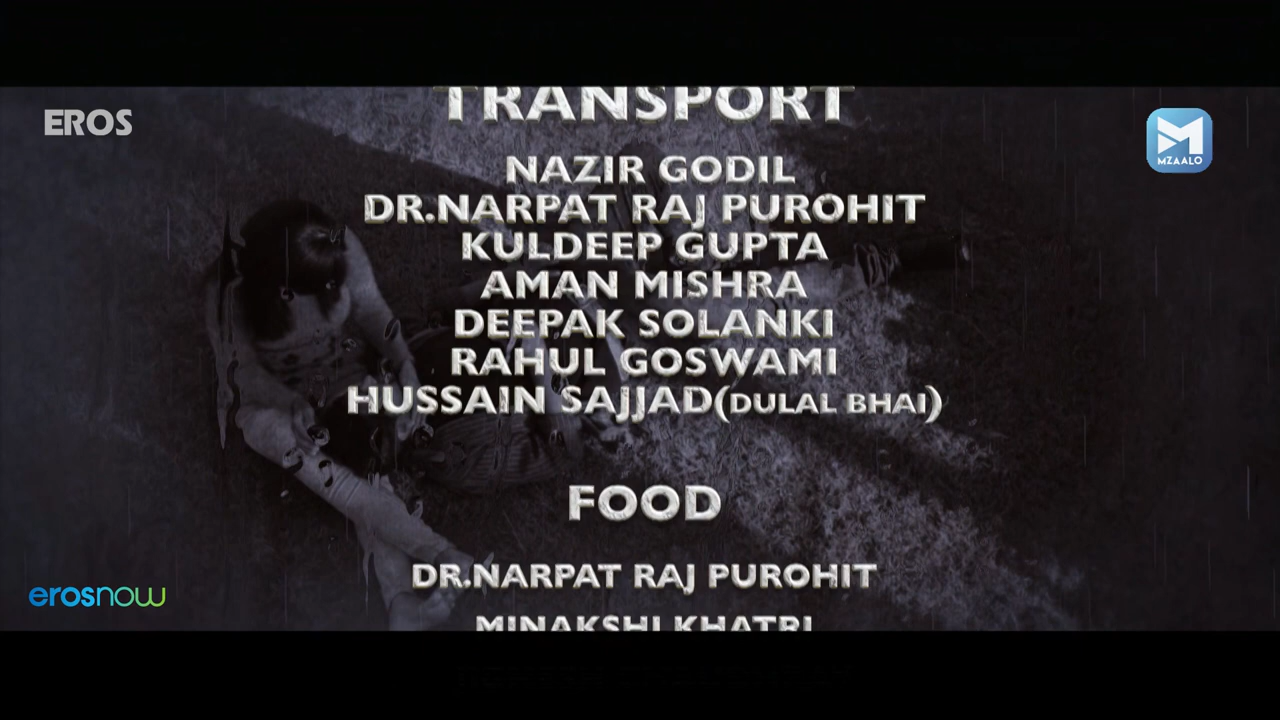 TRANSPORT
EROS
MZAALO
NAZIR GODIL
DR.NARPAT RAJ PUROHIT
KULDEEP GUPTA
AMAN MISHRA
DEEPAK SOLANKI
RAHUL GOSWAMI
HUSSAIN SAJJAD(DULAL BHAI)
FOOD
DR.NARPAT RAJ PUROHIT
erosnow
MINAKSHI KHATRI